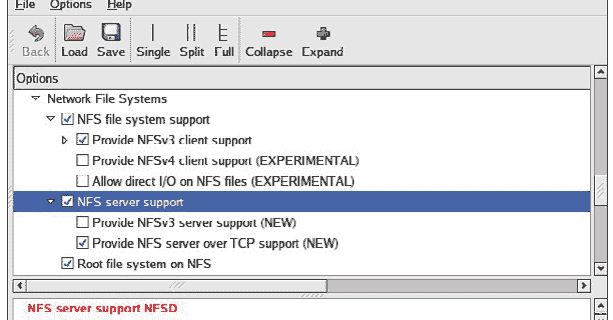 File Options Help
Back Load Save Single Split Full Collapse Expand
Options
Network File Systems
NFS file system support
Provide NFSv3 client support
Provide NFSv4 client support (EXPERIMENTAL)
Allow direct I/O on NFS files (EXPERIMENTAL)
NFS server support
Provide NFSv3 server support (NEW)
Provide NFS server over TCP support (NEW)
Root file system on NFS
NFS server support NFSD